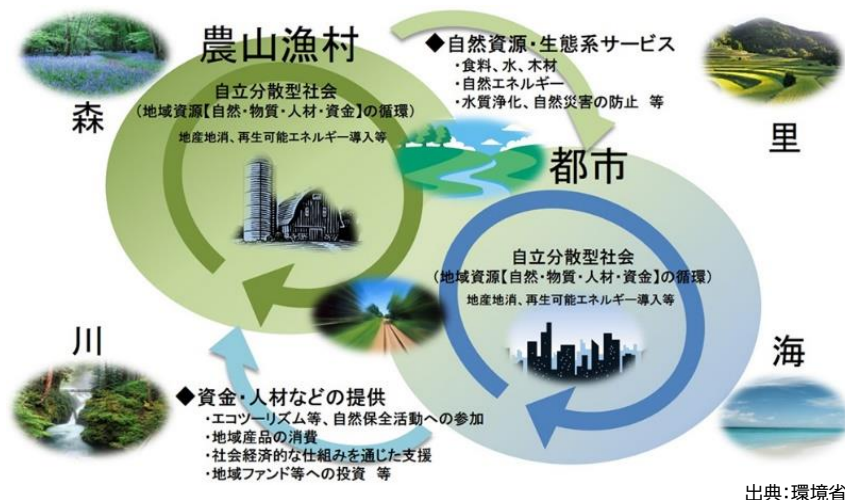 農山漁村
自立分散型社会
(地域資源【自然・物質・人材・資金】の循環)
地産地消、再生可能エネルギー導入等
森
◆自然資源・生態系サービス
・食料、水、木材
・自然エネルギー
・水質浄化、自然災害の防止 等
里
都市
自立分散型社会
(地域資源【自然・物質・人材・資金】の循環)
地産地消、再生可能エネルギー導入等
川
◆資金・人材などの提供
・エコツーリズム等、自然保全活動への参加
・地域産品の消費
・社会経済的な仕組みを通じた支援
・地域ファンド等への投資 等
海
出典:環境省